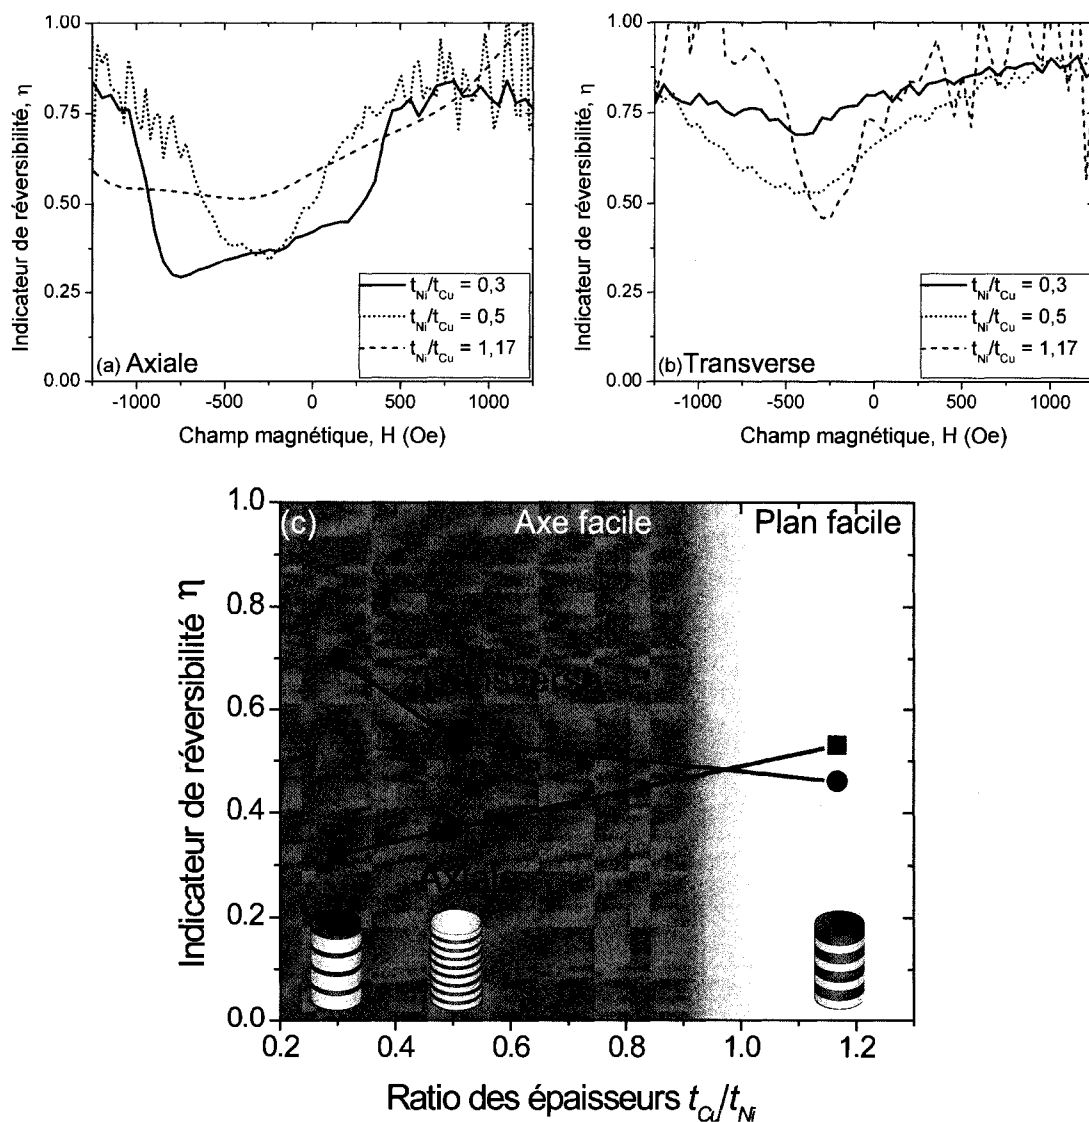 1.00
0.75
0.50
0.25
0.00
Indicateur de réversibilité, η
t_Ni/t_Cu = 0,3
t_Ni/t_Cu = 0,5
t_Ni/t_Cu = 1,17
(a) Axiale
-1000 -500 0 500 1000
Champ magnétique, H (Oe)
1.00
0.75
0.50
0.25
0.00
Indicateur de réversibilité, η
t_Ni/t_Cu = 0,3
t_Ni/t_Cu = 0,5
t_Ni/t_Cu = 1,17
(b) Transverse
-1000 -500 0 500 1000
Champ magnétique, H (Oe)
(c)
Axe facile
Plan facile
1.0
0.8
0.6
0.4
0.2
0.0
Indicateur de réversibilité η
Transverse
Axiale
0.2 0.4 0.6 0.8 1.0 1.2
Ratio des épaisseurs t_Cu/t_Ni